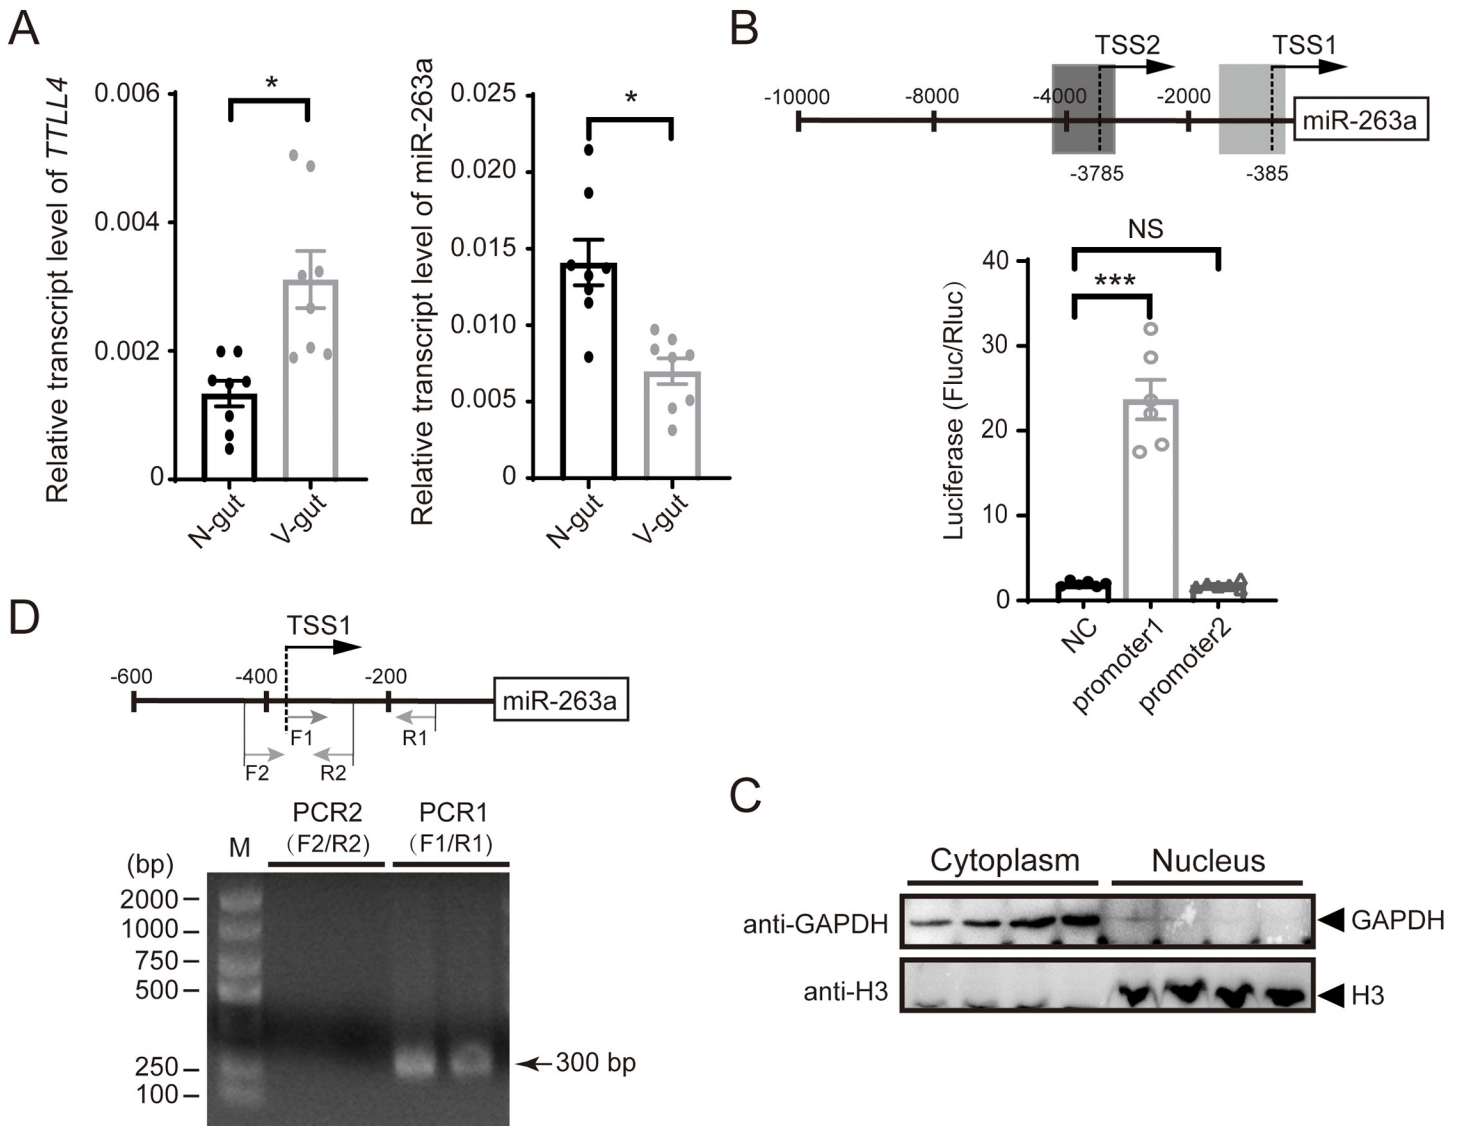 A
Relative transcript level of TTLL4
0.006
0.004
0.002
0
*
N-gut
V-gut
Relative transcript level of miR-263a
0.025
0.020
0.015
0.010
0.005
0
*
N-gut
V-gut
B
TSS2
TSS1
-10000
-8000
-4000
-2000
miR-263a
-3785
-385
Luciferase (Fluc/Rluc)
40
30
20
10
0
NS
***
NC
promoter1
promoter2
D
TSS1
-600
-400
-200
miR-263a
F1
R1
F2
R2
PCR2
(F2/R2)
PCR1
(F1/R1)
M
(bp)
2000
1000
750
500
250
100
300 bp
C
Cytoplasm
Nucleus
anti-GAPDH
GAPDH
anti-H3
H3